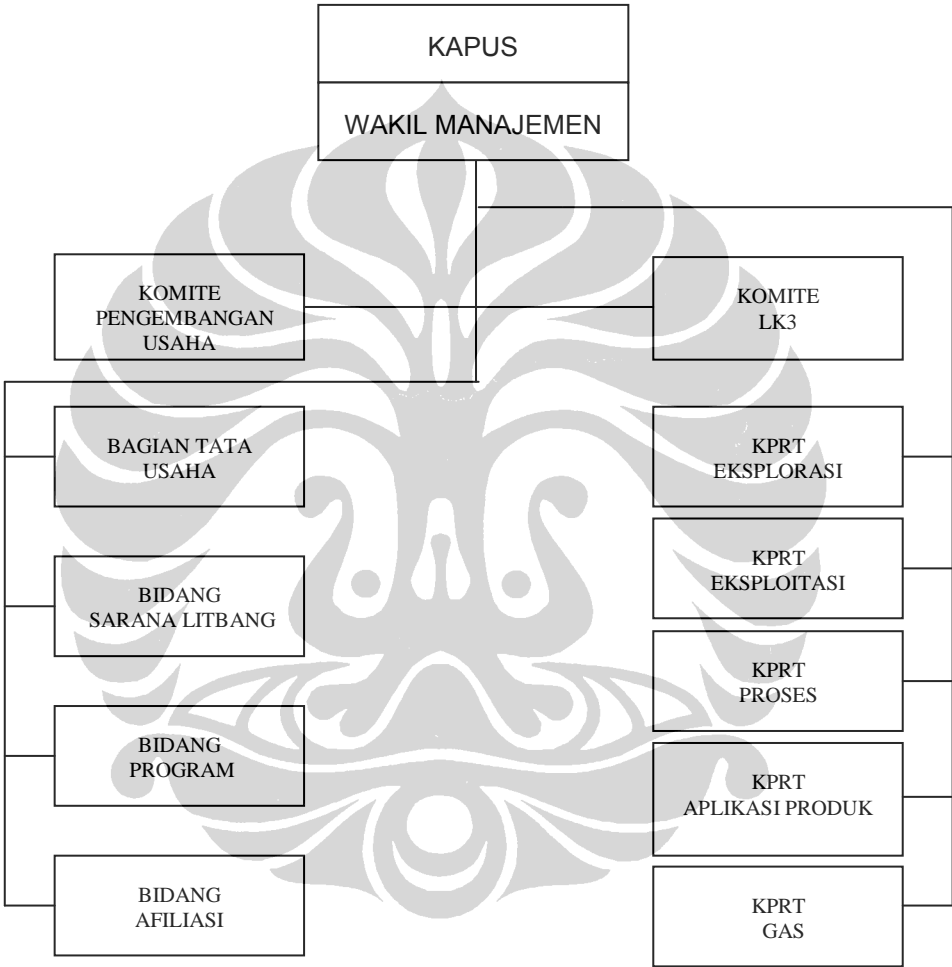 KAPUS
WAKIL MANAJEMEN
KOMITE
PENGEMBANGAN
USAHA
KOMITE
LK3
BAGIAN TATA
USAHA
BIDANG
SARANA LITBANG
BIDANG
PROGRAM
BIDANG
AFILIASI
KPRT
EKSPLORASI
KPRT
EKSPLOITASI
KPRT
PROSES
KPRT
APLIKASI PRODUK
KPRT
GAS